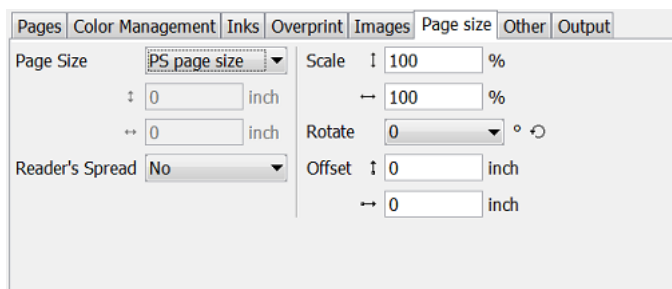 Pages Color Management Inks Overprint Images Page size Other Output
Page Size PS page size Scale 100 %
0 inch 100 %
0 inch Rotate 0 °
Reader's Spread No Offset 0 inch
0 inch